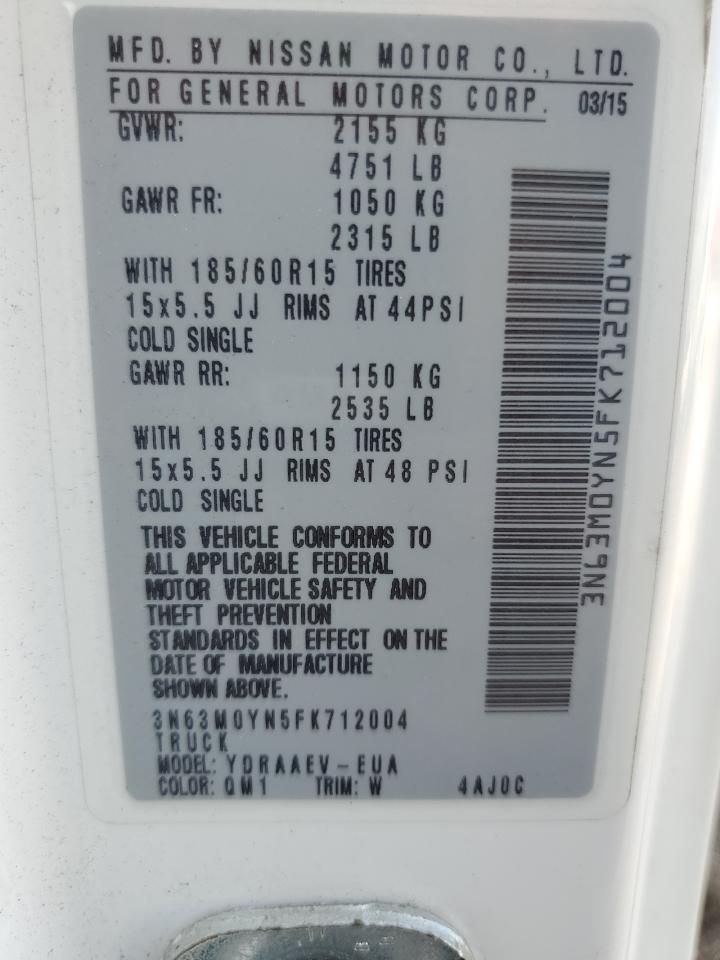 MFD. BY NISSAN MOTOR CO., LTD.
FOR GENERAL MOTORS CORP. 03/15
GVWR: 2155 KG
4751 LB
GAWR FR: 1050 KG
2315 LB
WITH 185/60R15 TIRES
15x5.5 JJ RIMS AT 44PSI
COLD SINGLE
GAWR RR: 1150 KG
2535 LB
WITH 185/60R15 TIRES
15x5.5 JJ RIMS AT 48 PSI
COLD SINGLE
THIS VEHICLE CONFORMS TO
ALL APPLICABLE FEDERAL
MOTOR VEHICLE SAFETY AND
THEFT PREVENTION
STANDARDS IN EFFECT ON THE
DATE OF MANUFACTURE
SHOWN ABOVE.
3N63M0YN5FK712004
TRUCK
MODEL: YDRAAEV-EUA
COLOR: QM1 TRIM: W 4AJ0C
3N63M0YN5FK712004